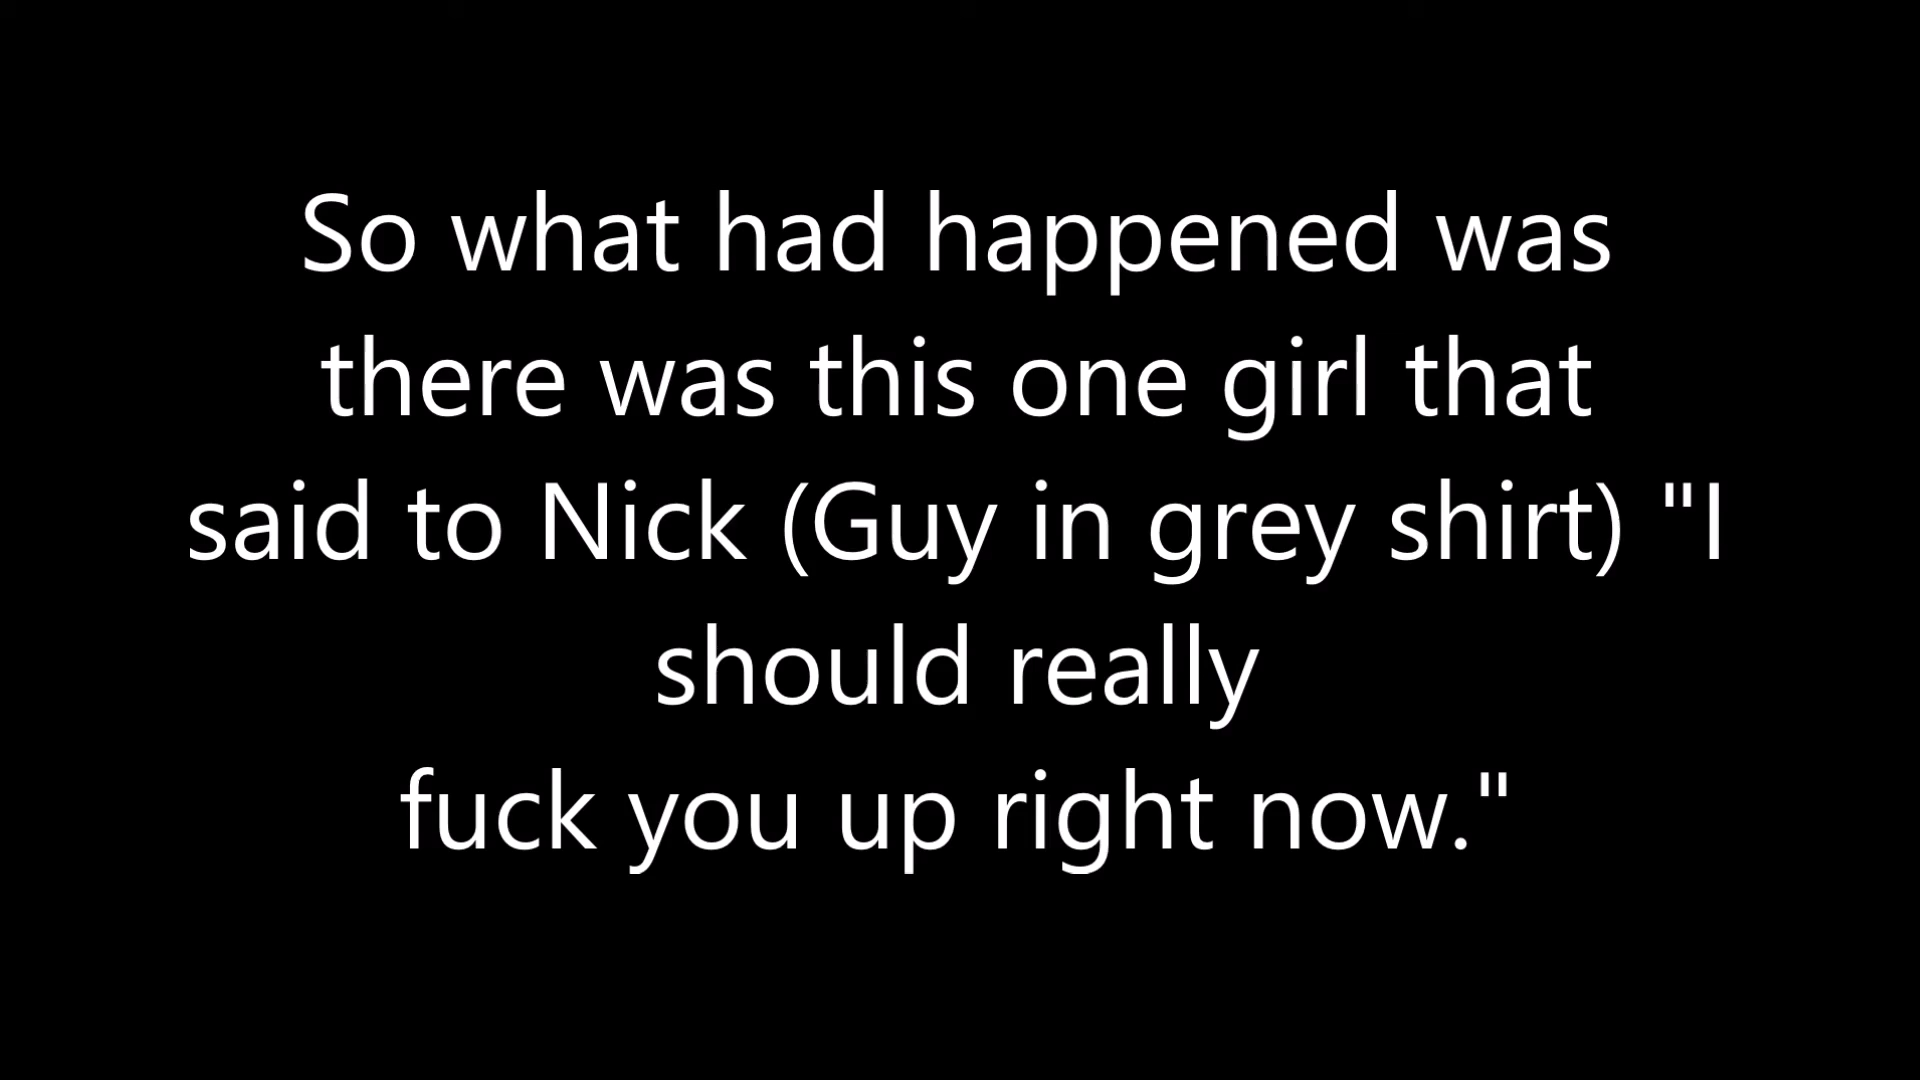 So what had happened was
there was this one girl that
said to Nick (Guy in grey shirt) "I
should really
fuck you up right now."